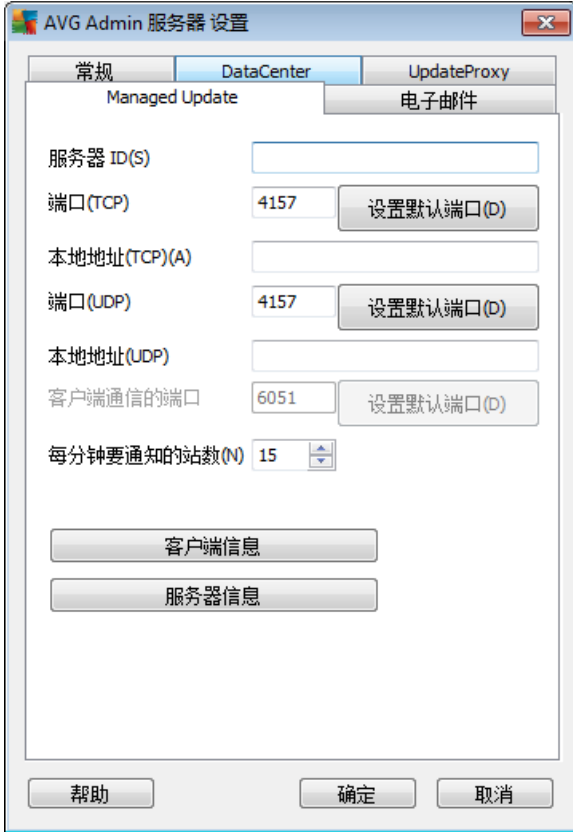 AVG Admin 服务器 设置
常规 DataCenter UpdateProxy
Managed Update 电子邮件
服务器 ID(S)
端口(TCP) 4157 设置默认端口(D)
本地地址(TCP)(A)
端口(UDP) 4157 设置默认端口(D)
本地地址(UDP)
客户端通信的端口 6051 设置默认端口(D)
每分钟要通知的站数(N) 15
客户端信息
服务器信息
帮助 确定 取消